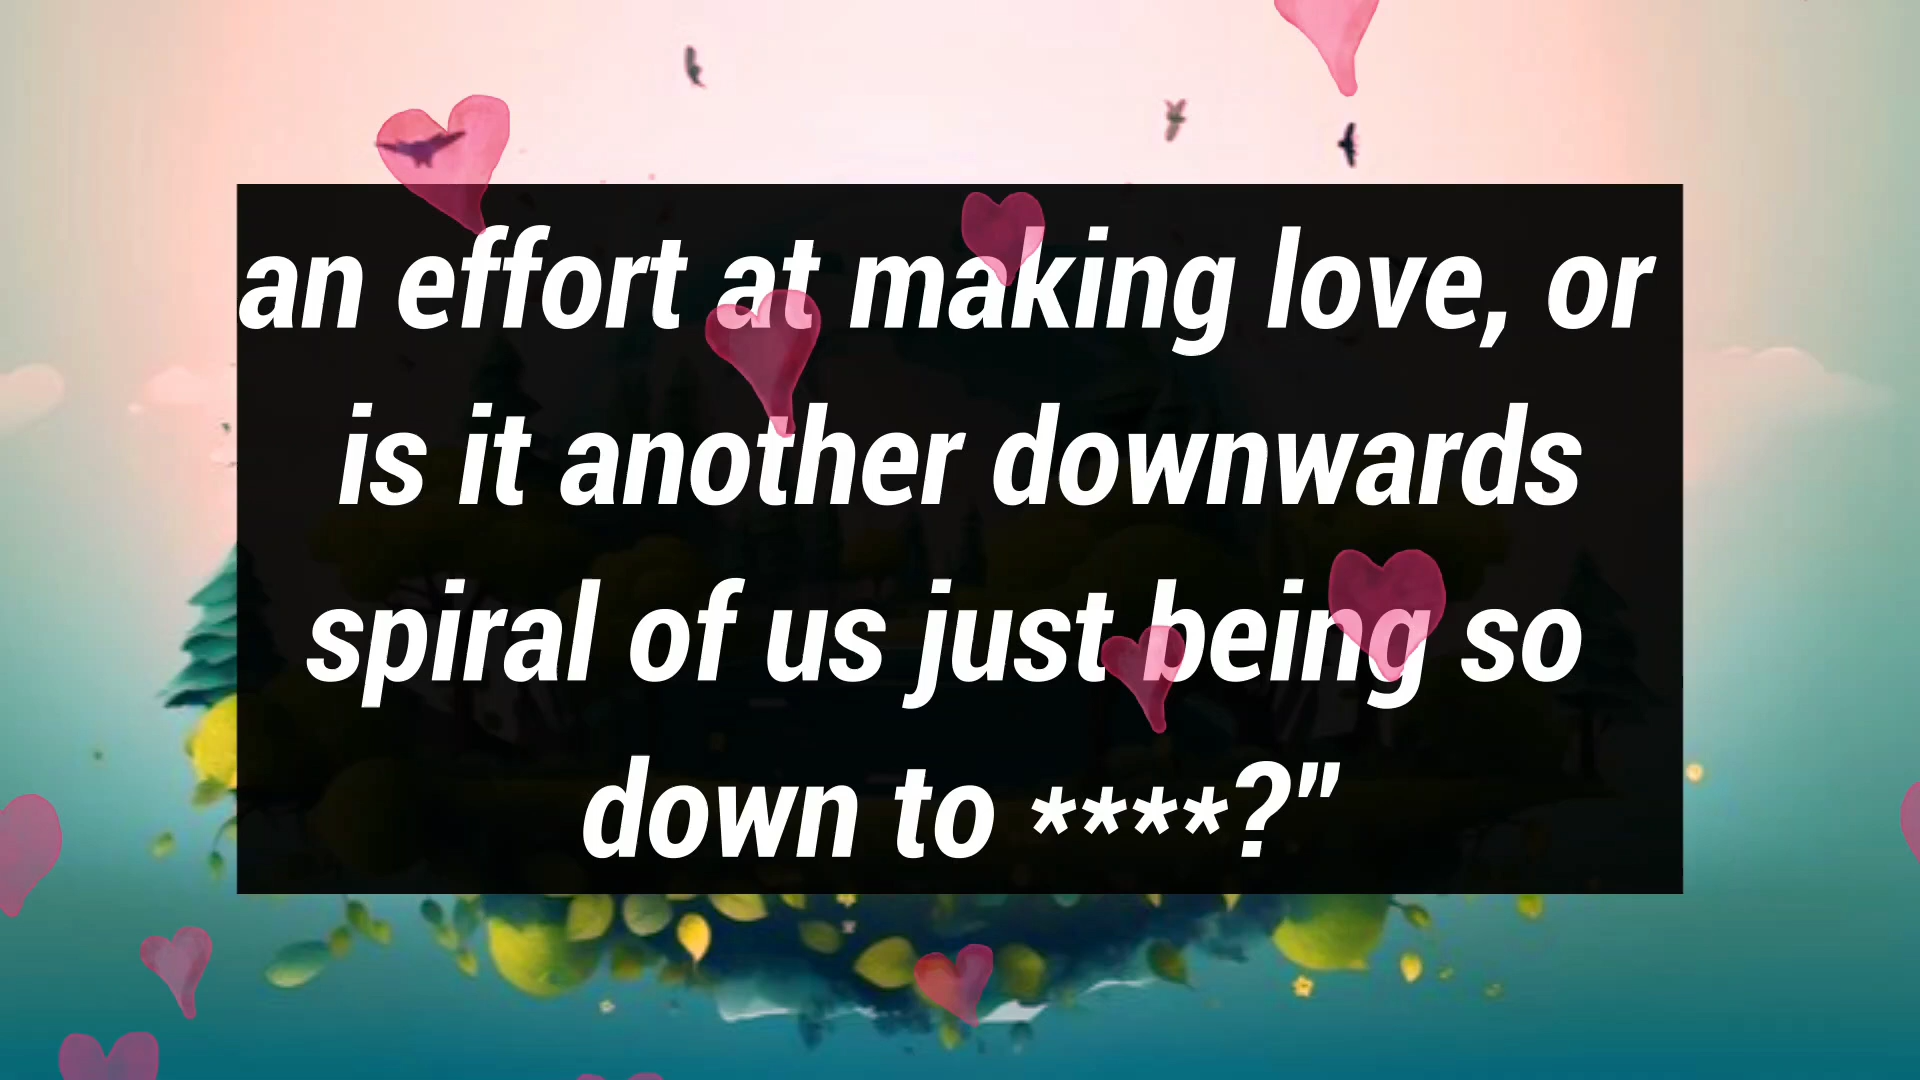 an effort at making love, or
is it another downwards
spiral of us just being so
down to ****?"